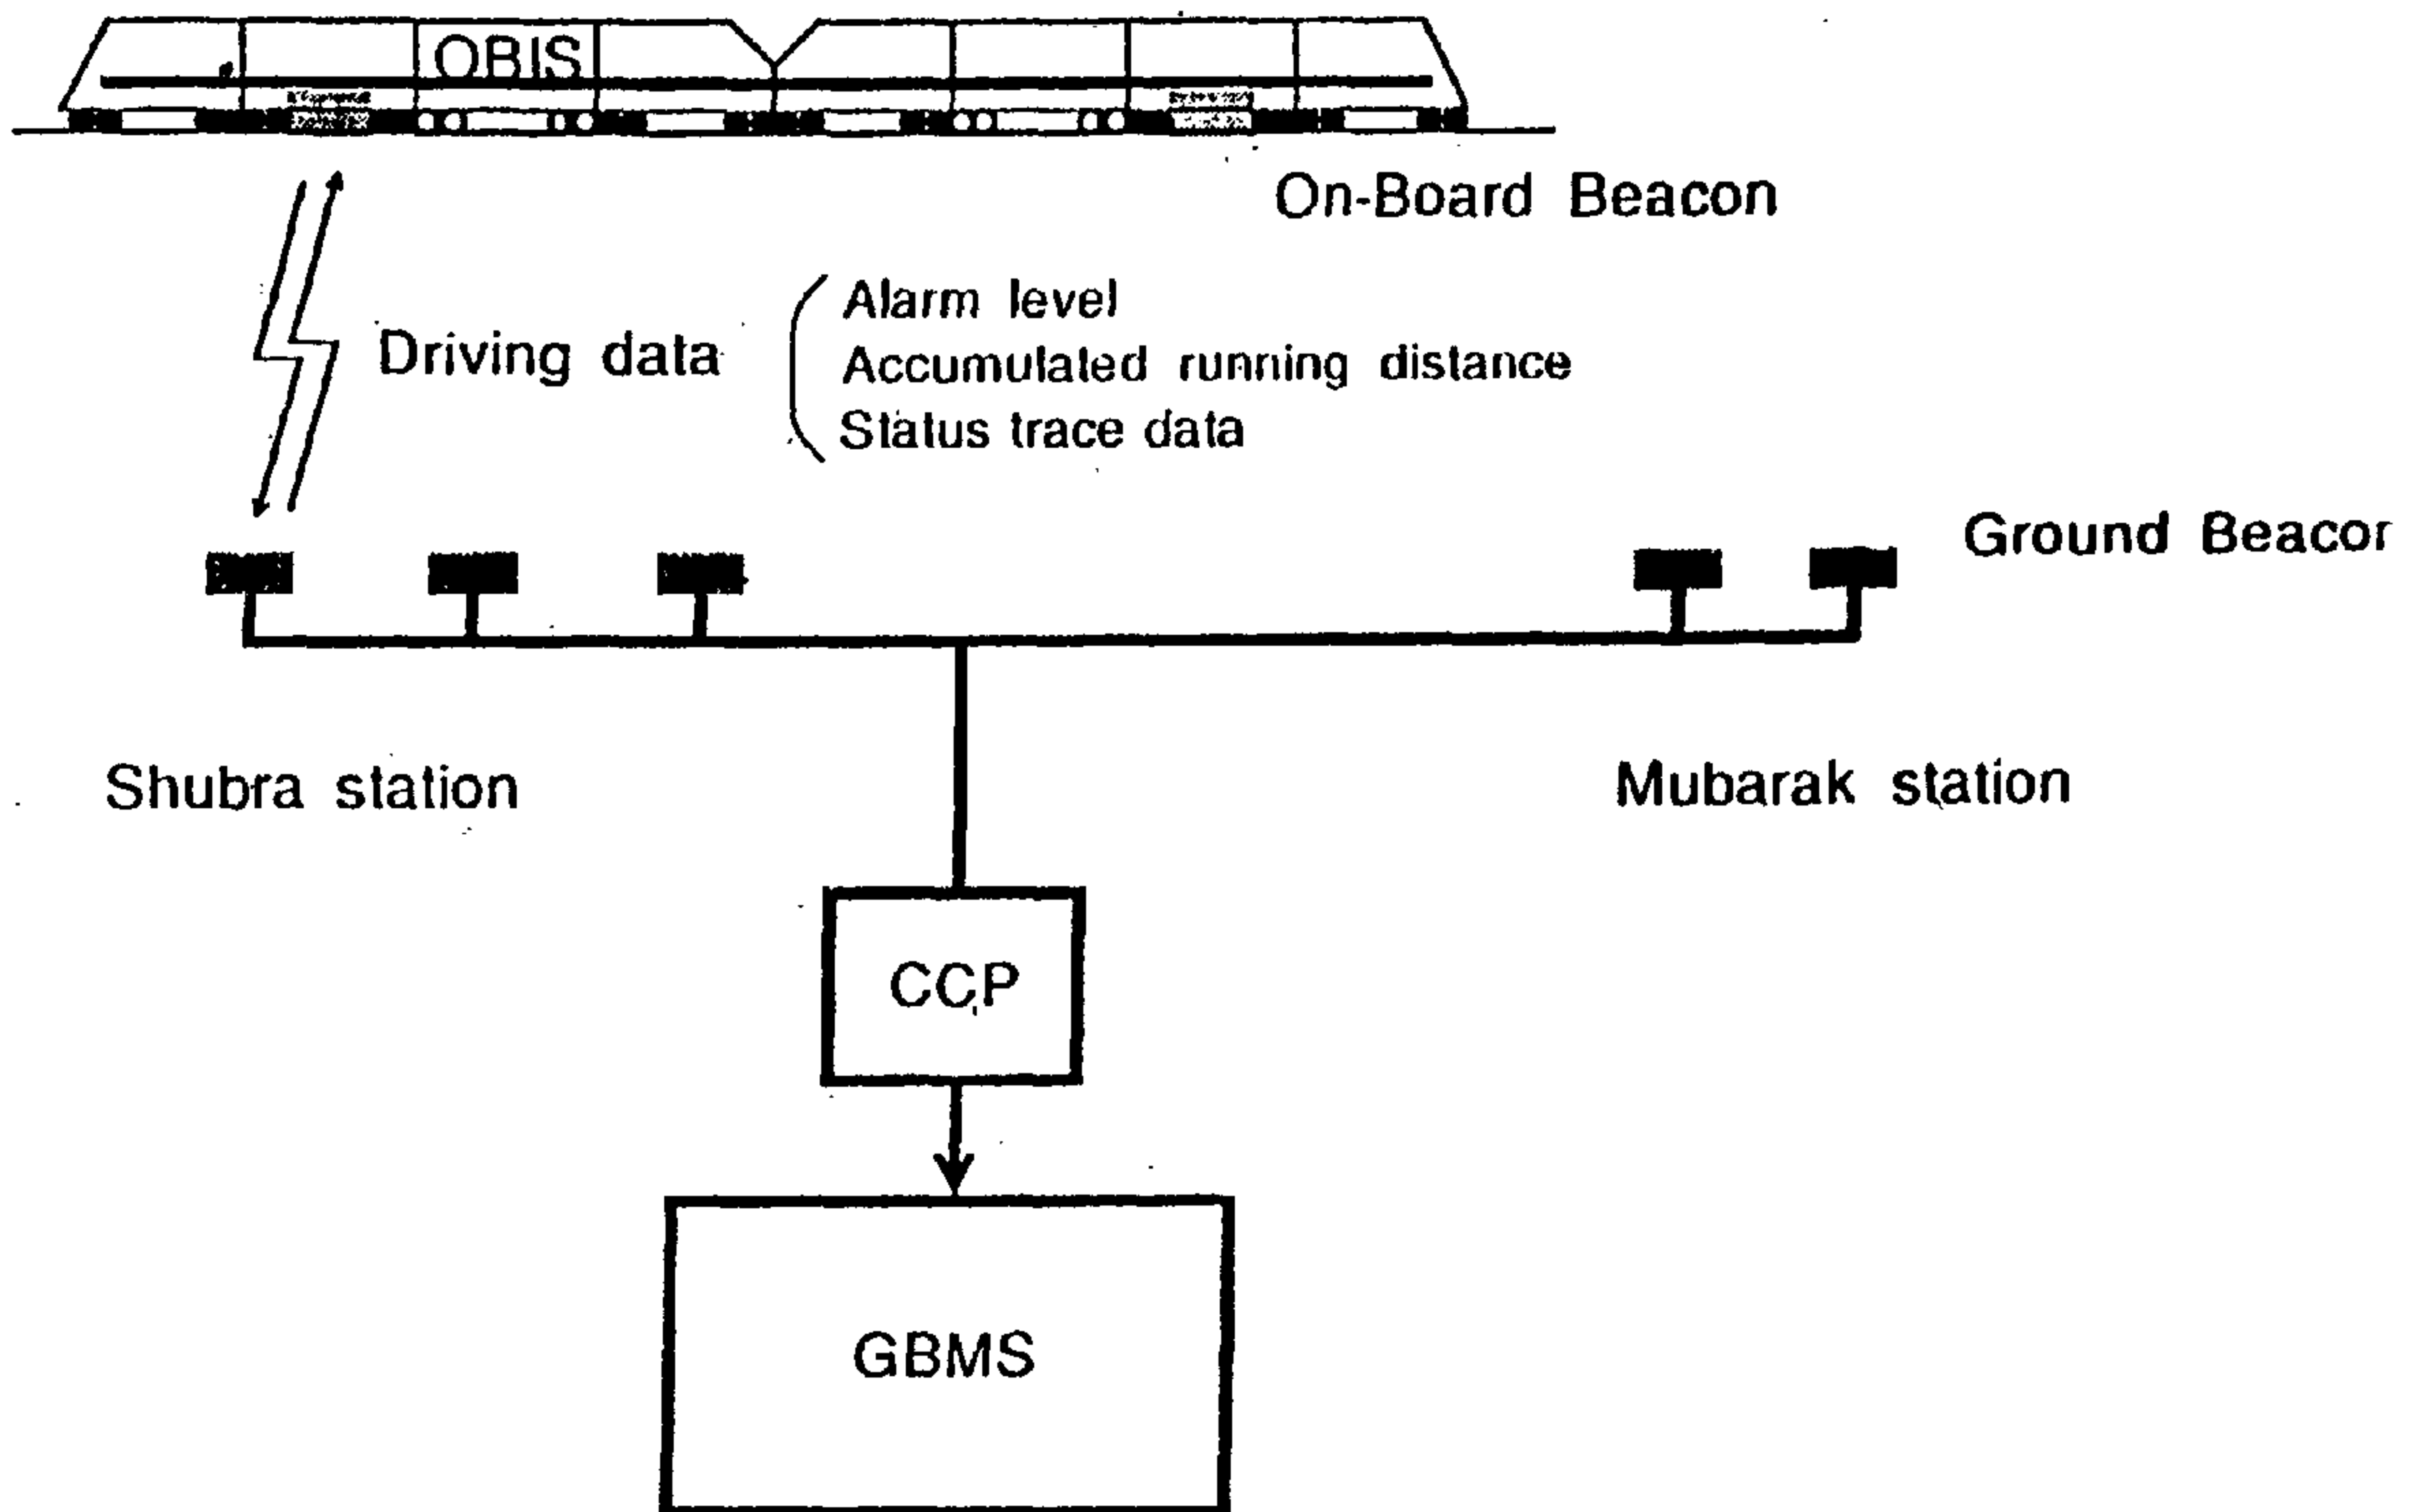 OBIS
On-Board Beacon
Alarm level
Driving data
Accumulated running distance
Status trace data
Ground Beacor
Shubra station
Mubarak station
CCP
GBMS